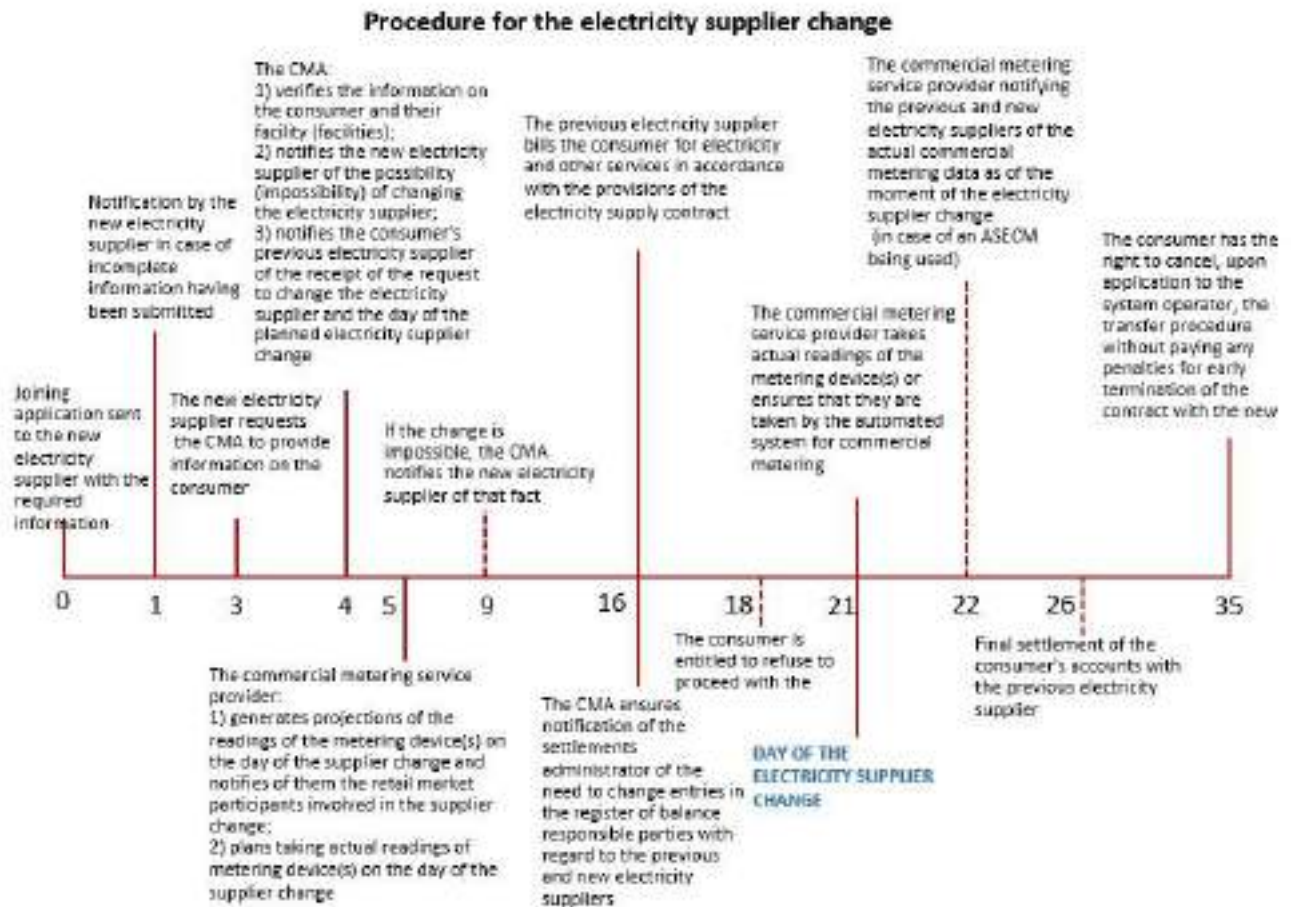 Procedure for the electricity supplier change
Joining
application sent
to the new
electricity
supplier with the
required
information
Notification by the
new electricity
supplier in case of
incomplete
information having
been submitted
The new electricity
supplier requests
the CMA to provide
information on the
consumer
The CMA:
1) verifies the information on
the consumer and their
facility (facilities);
2) notifies the new electricity
supplier of the possibility
(impossibility) of changing
the electricity supplier;
3) notifies the consumer's
previous electricity supplier
of the receipt of the request
to change the electricity
supplier and the day of the
planned electricity supplier
change
If the change is
impossible, the CMA
notifies the new electricity
supplier of that fact
The previous electricity supplier
bills the consumer for electricity
and other services in accordance
with the provisions of the
electricity supply contract
The commercial metering
service provider takes
actual readings of the
metering device(s) or
ensures that they are
taken by the automated
system for commercial
metering
The commercial metering
service provider notifying
the previous and new
electricity suppliers of the
actual commercial
metering data as of the
moment of the electricity
supplier change
(in case of an ASECM
being used)
The consumer has the
right to cancel, upon
application to the
system operator, the
transfer procedure
without paying any
penalties for early
termination of the
contract with the new
0 1 3 4 5 9 16 18 21 22 26 35
The commercial metering service
provider:
1) generates projections of the
readings of the metering device(s) on
the day of the supplier change and
notifies of them the retail market
participants involved in the supplier
change;
2) plans taking actual readings of
metering device(s) on the day of the
supplier change
The CMA ensures
notification of the
settlements
administrator of the
need to change entries in
the register of balance
responsible parties with
regard to the previous
and new electricity
suppliers
The consumer is
entitled to refuse to
proceed with the
DAY OF THE
ELECTRICITY SUPPLIER
CHANGE
Final settlement of the
consumer's accounts with
the previous electricity
supplier